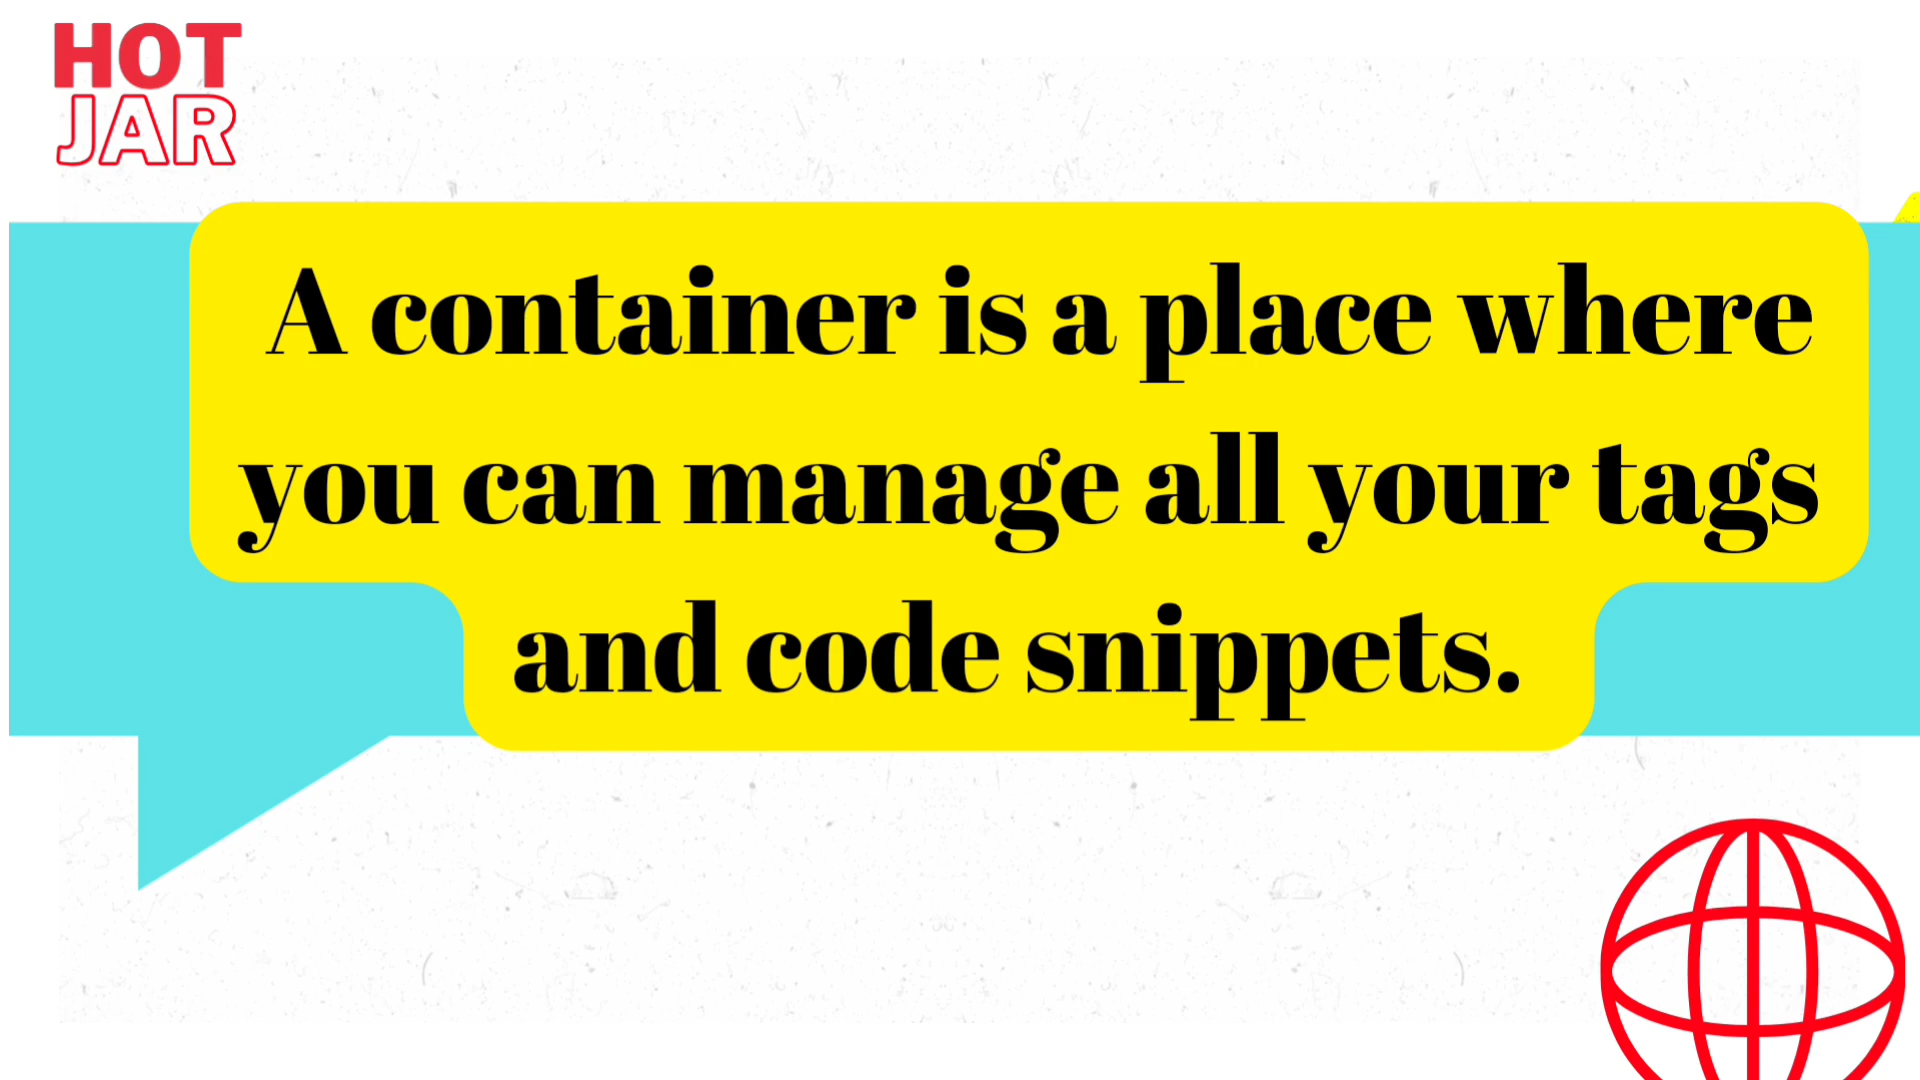 HOT
JAR
A container is a place where
you can manage all your tags
and code snippets.